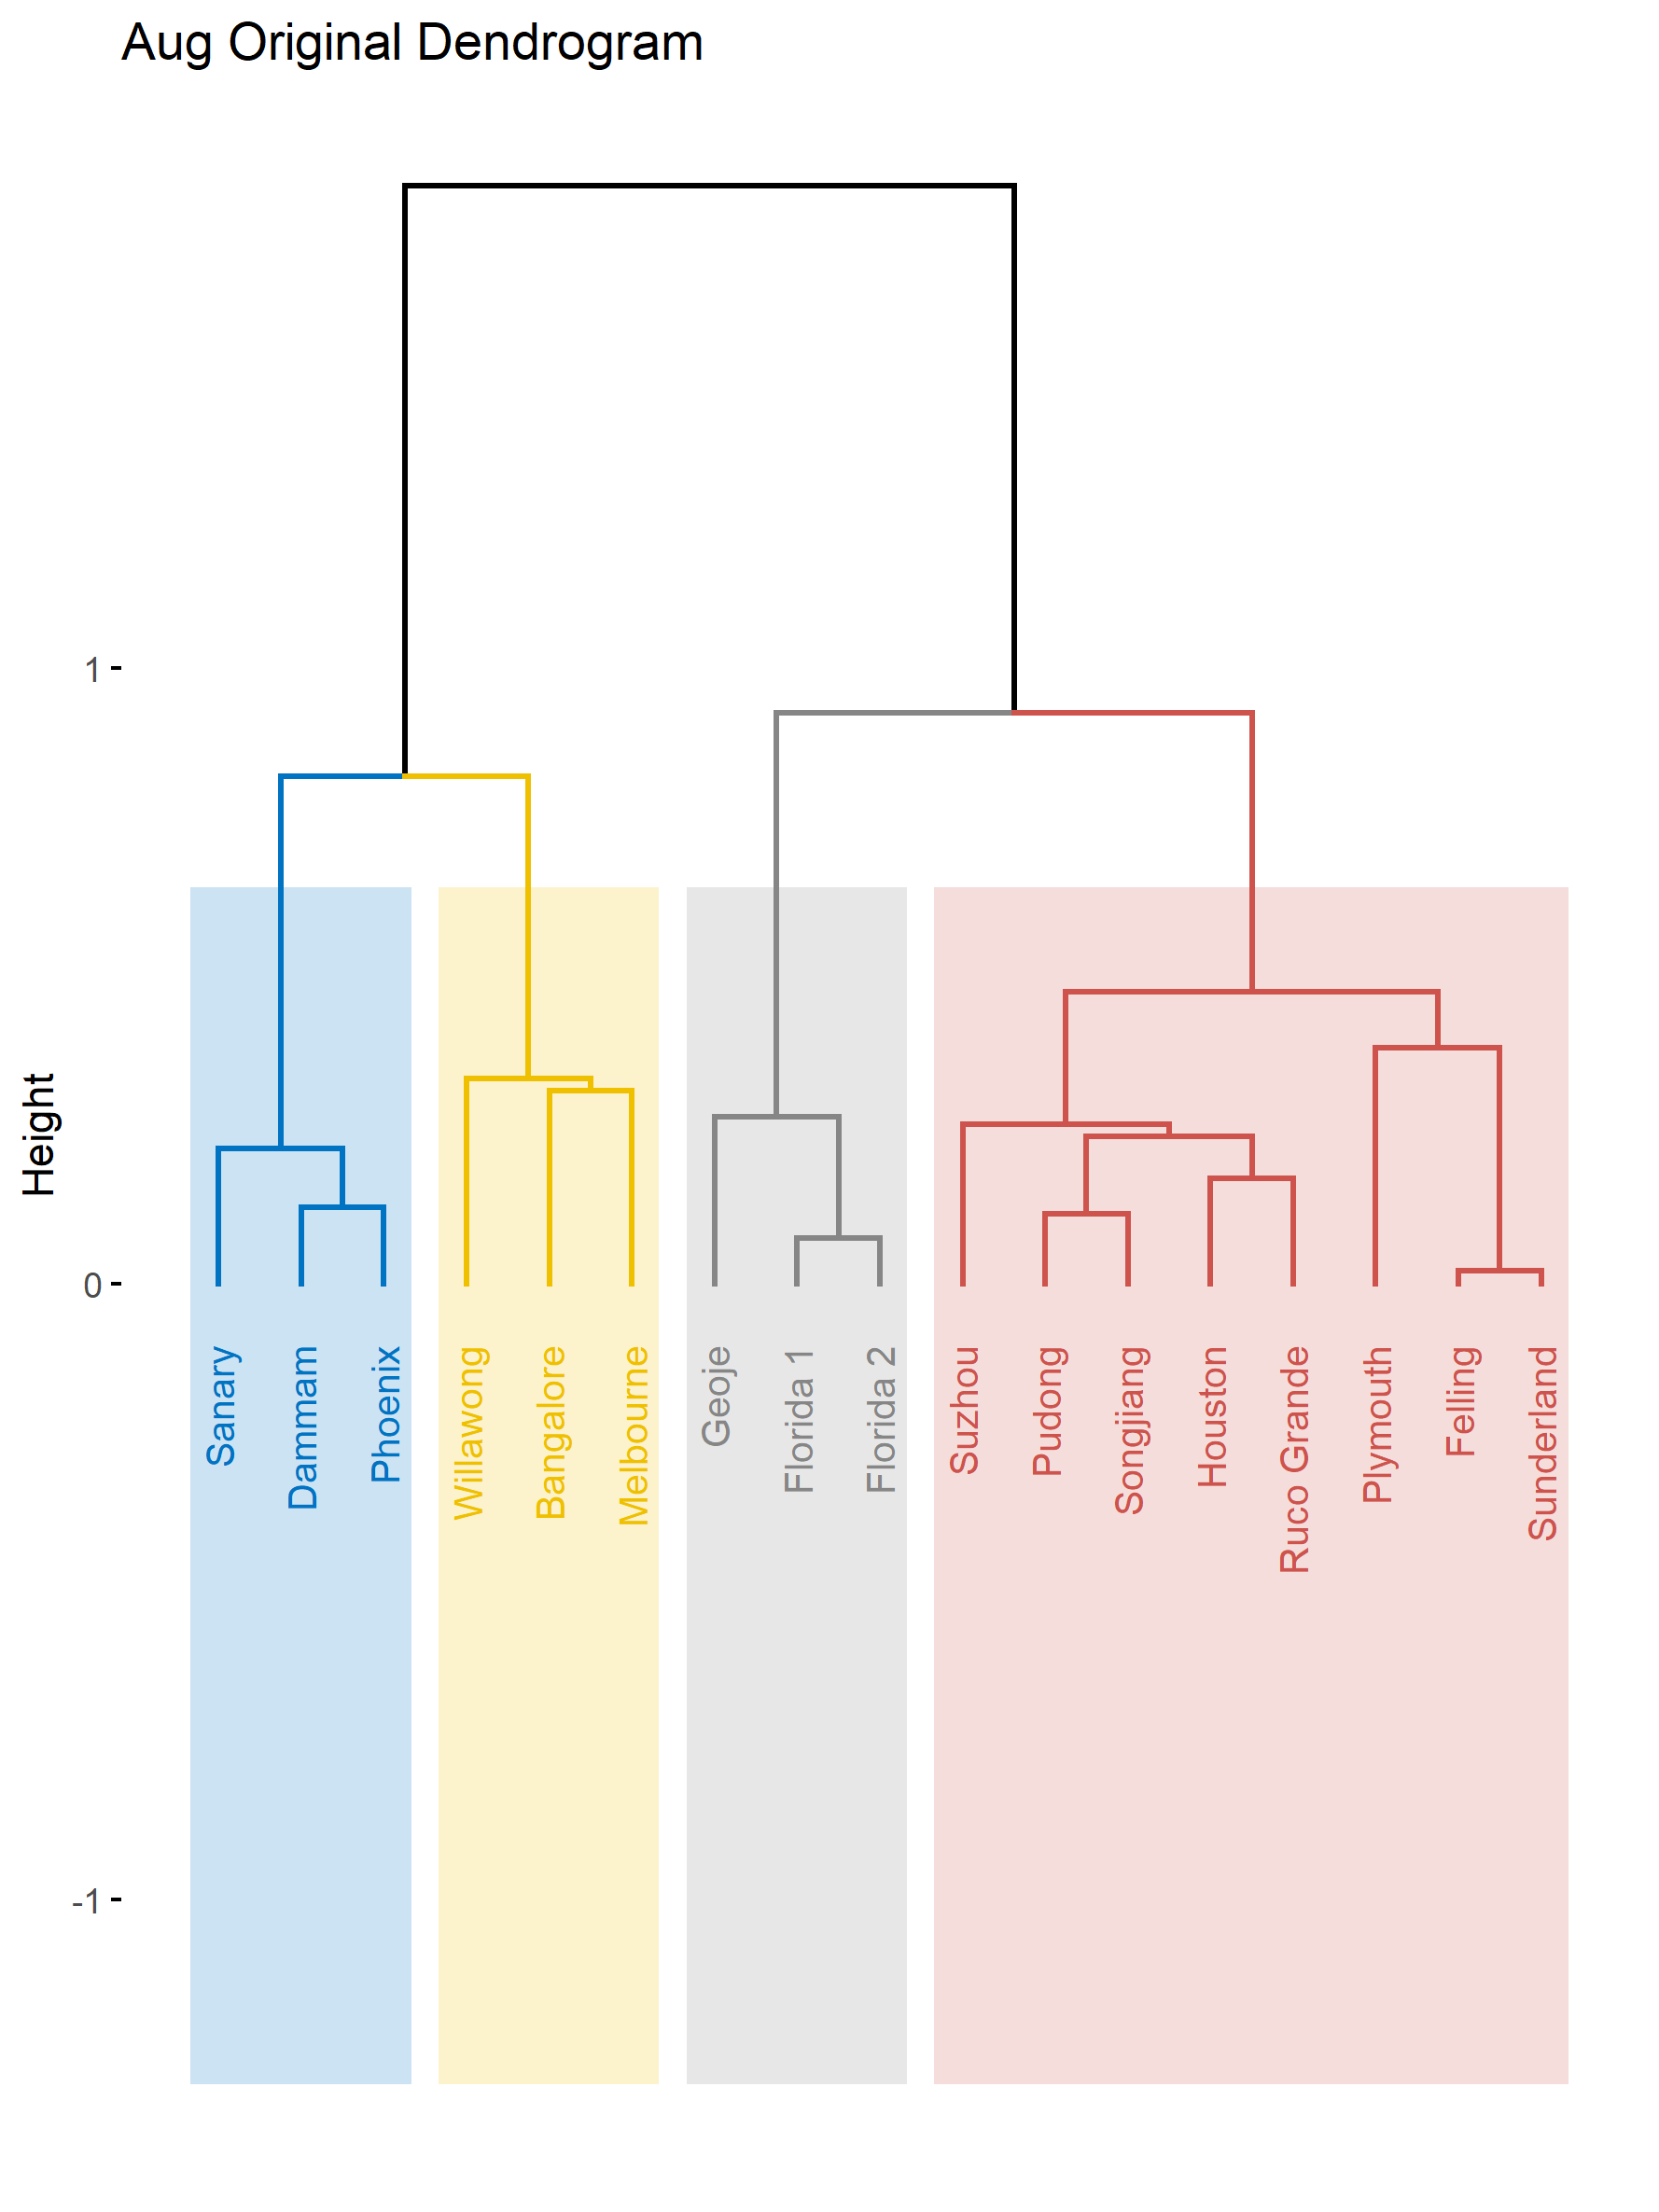 Aug Original Dendrogram
Height
1
0
-1
Sanary
Dammam
Phoenix
Willawong
Bangalore
Melbourne
Geoje
Florida 1
Florida 2
Suzhou
Pudong
Songjiang
Houston
Ruco Grande
Plymouth
Felling
Sunderland